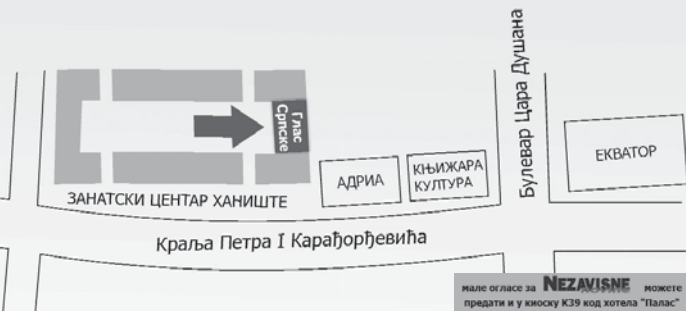 Глас
Српске
ЗАНАТСКИ ЦЕНТАР ХАНИШТЕ
АДРИА
КЊИЖАРА
КУЛТУРА
Булевар Цара Душана
ЕКВАТОР
Краља Петра I Карађорђевића
мале огласе за NEZAVISNE можете
предати и у киоску К39 код хотела "Палас"